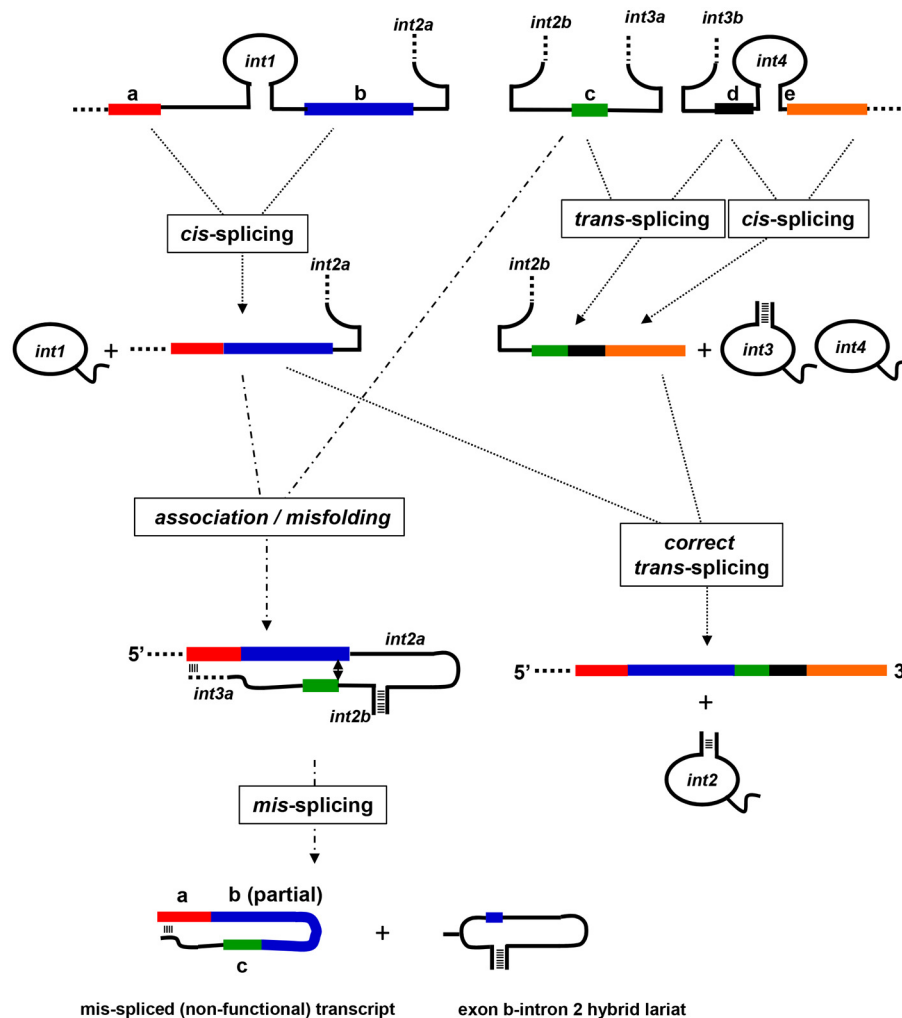 int2a int2b int3a int3b
int1 int4
a b c d e
cis-splicing trans-splicing cis-splicing
int2a int2b
int1 + + int3 int4
association / misfolding
correct
trans-splicing
int2a
5’
int3a
int2b
5’ 3
+
int2
mis-splicing
a b (partial)
+
c
mis-spliced (non-functional) transcript exon b-intron 2 hybrid lariat